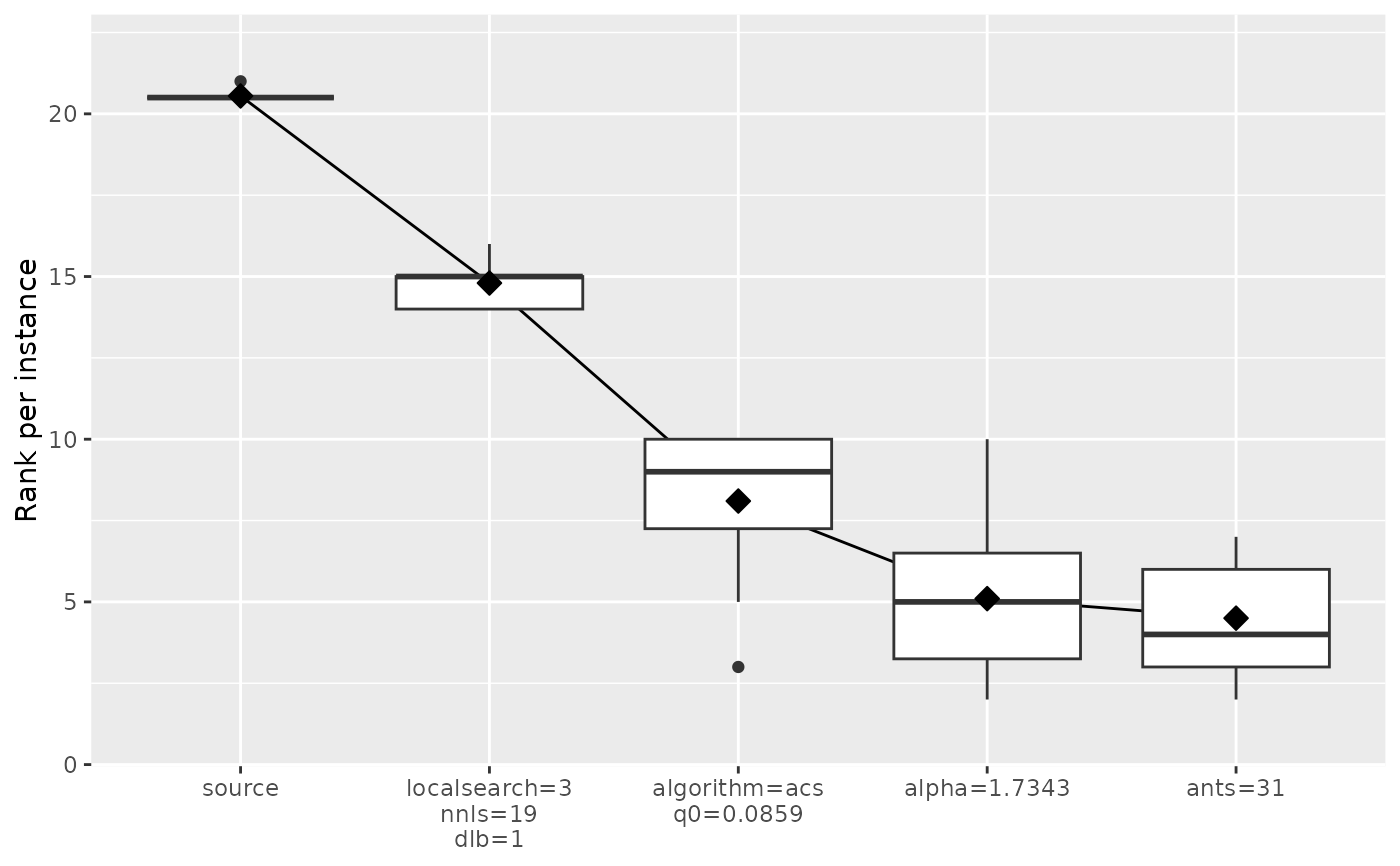 Rank per instance
20
15
10
5
0
source
localsearch=3
nnls=19
dlb=1
algorithm=acs
q0=0.0859
alpha=1.7343
ants=31